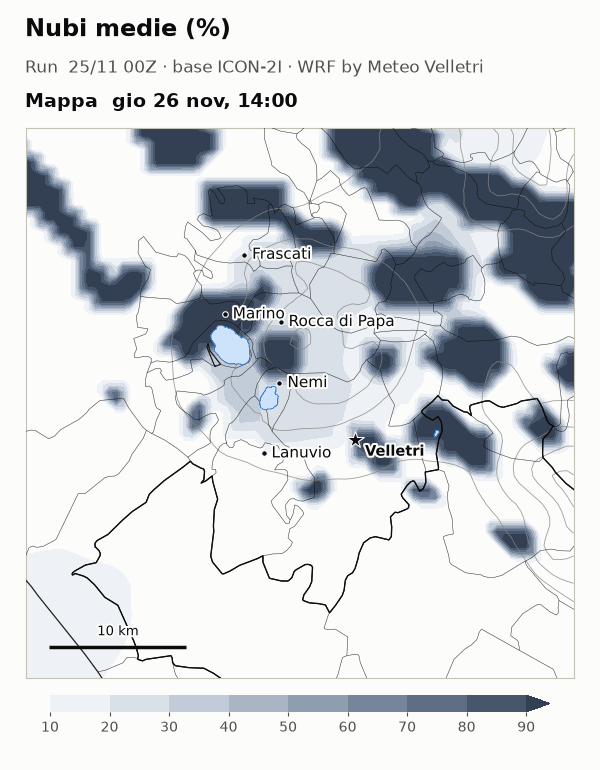 Nubi medie (%)
Run 25/11 00Z · base ICON-2I · WRF by Meteo Velletri
Mappa gio 26 nov, 14:00
Frascati
Marino
Rocca di Papa
Nemi
Velletri
Lanuvio
10 km
10 20 30 40 50 60 70 80 90